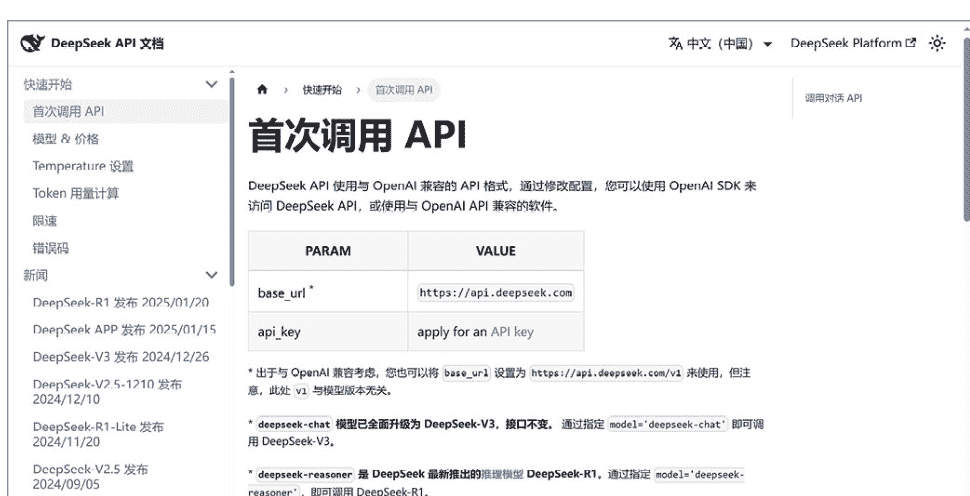 DeepSeek API 文档
中文（中国）
DeepSeek Platform
快速开始
首次调用 API
模型 & 价格
Temperature 设置
Token 用量计算
限速
错误码
新闻
DeepSeek-R1 发布 2025/01/20
DeepSeek APP 发布 2025/01/15
DeepSeek-V3 发布 2024/12/26
DeepSeek-V2.5-1210 发布
2024/12/10
DeepSeek-R1-Lite 发布
2024/11/20
DeepSeek-V2.5 发布
2024/09/05
快速开始 › 首次调用 API
首次调用 API
DeepSeek API 使用与 OpenAI 兼容的 API 格式，通过修改配置，您可以使用 OpenAI SDK 来
访问 DeepSeek API，或使用与 OpenAI API 兼容的软件。
PARAM VALUE
base_url * https://api.deepseek.com
api_key apply for an API key
* 出于与 OpenAI 兼容考虑，您也可以将 base_url 设置为 https://api.deepseek.com/v1 来使用，但注
意，此处 v1 与模型版本无关。
* deepseek-chat 模型已全面升级为 DeepSeek-V3，接口不变。 通过指定 model='deepseek-chat' 即可调
用 DeepSeek-V3。
* deepseek-reasoner 是 DeepSeek 最新推出的推理模型 DeepSeek-R1。通过指定 model='deepseek-
reasoner'，即可调用 DeepSeek-R1。
调用对话 API